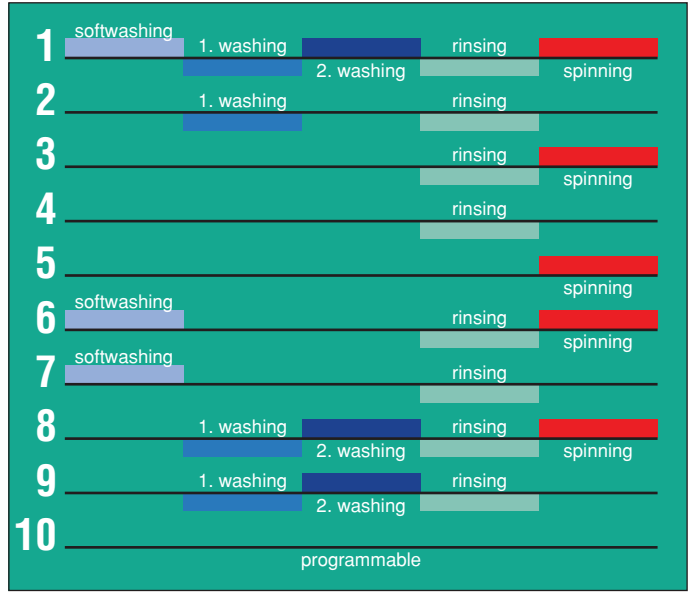 softwashing
1 1. washing rinsing
2. washing spinning
2 1. washing rinsing
3 rinsing
spinning
4 rinsing
5
spinning
softwashing
6 rinsing
spinning
softwashing
7 rinsing
8 1. washing rinsing
2. washing spinning
9 1. washing rinsing
2. washing
10
programmable